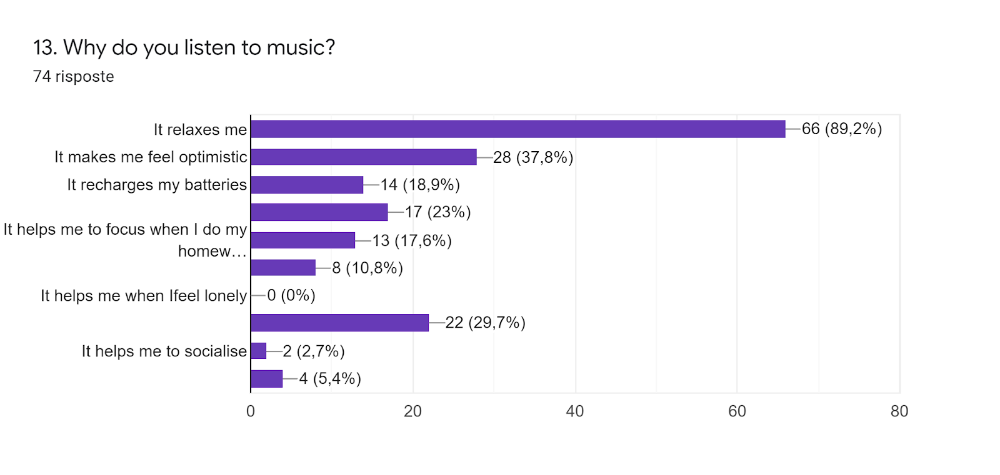 13. Why do you listen to music?
74 risposte
It relaxes me
66 (89,2%)
It makes me feel optimistic
28 (37,8%)
It recharges my batteries
14 (18,9%)
17 (23%)
It helps me to focus when I do my
homew…
13 (17,6%)
8 (10,8%)
It helps me when Ifeel lonely
0 (0%)
22 (29,7%)
It helps me to socialise
2 (2,7%)
4 (5,4%)
0 20 40 60 80